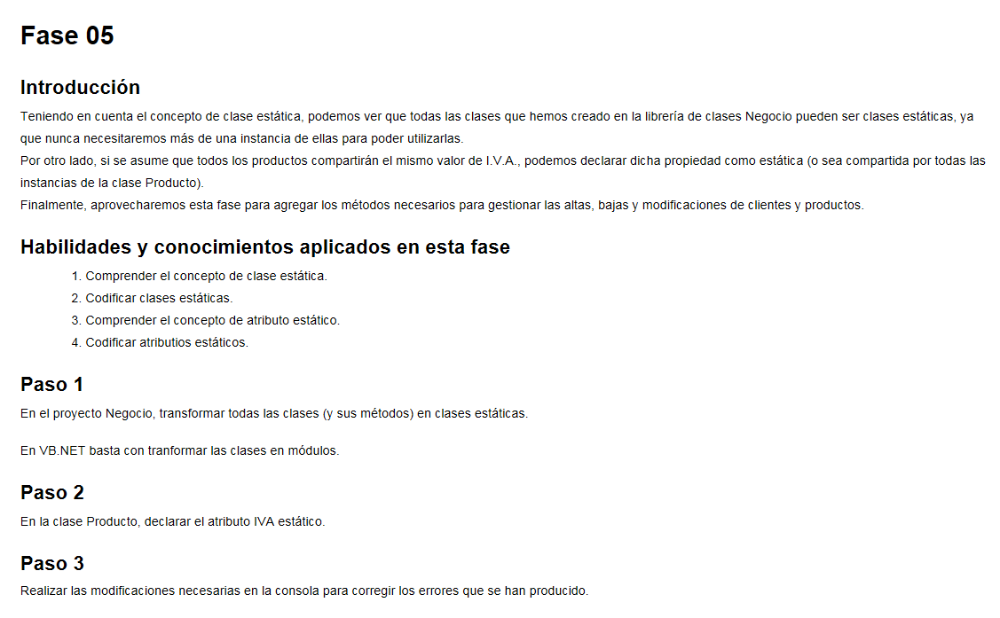 Fase 05
Introducción
Teniendo en cuenta el concepto de clase estática, podemos ver que todas las clases que hemos creado en la librería de clases Negocio pueden ser clases estáticas, ya
que nunca necesitaremos más de una instancia de ellas para poder utilizarlas.
Por otro lado, si se asume que todos los productos compartirán el mismo valor de I.V.A., podemos declarar dicha propiedad como estática (o sea compartida por todas las
instancias de la clase Producto).
Finalmente, aprovecharemos esta fase para agregar los métodos necesarios para gestionar las altas, bajas y modificaciones de clientes y productos.
Habilidades y conocimientos aplicados en esta fase
1. Comprender el concepto de clase estática.
2. Codificar clases estáticas.
3. Comprender el concepto de atributo estático.
4. Codificar atributios estáticos.
Paso 1
En el proyecto Negocio, transformar todas las clases (y sus métodos) en clases estáticas.
En VB.NET basta con tranformar las clases en módulos.
Paso 2
En la clase Producto, declarar el atributo IVA estático.
Paso 3
Realizar las modificaciones necesarias en la consola para corregir los errores que se han producido.